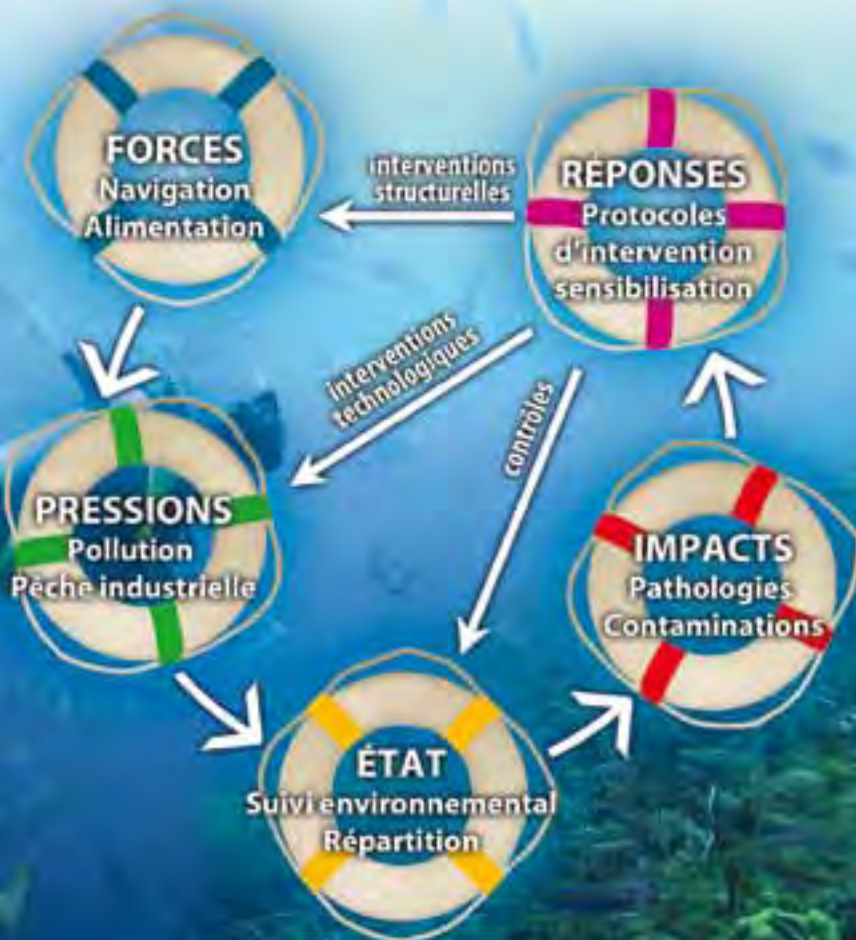 FORCES
Navigation
Alimentation
interventions
structurelles
RÉPONSES
Protocoles
d'intervention
sensibilisation
interventions
technologiques
contrôles
PRESSIONS
Pollution
Pêche industrielle
IMPACTS
Pathologies
Contaminations
ÉTAT
Suivi environnemental
Répartition